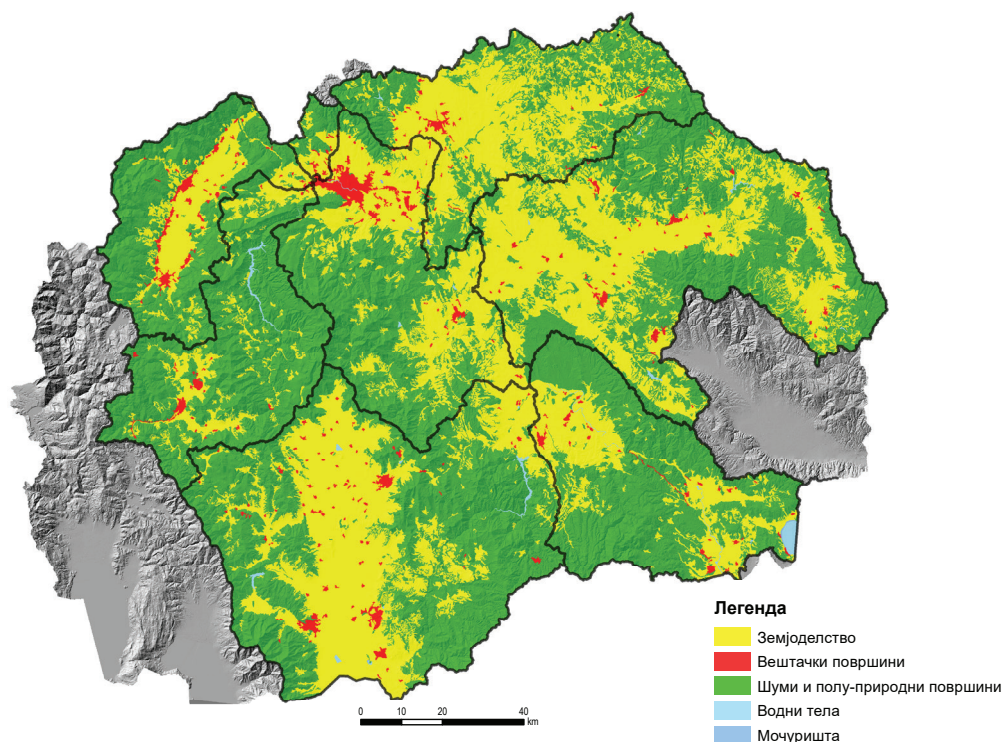 Легенда
Земјоделство
Вештачки површини
Шуми и полу-природни површини
Водни тела
Мочуришта
0 10 20 40
km